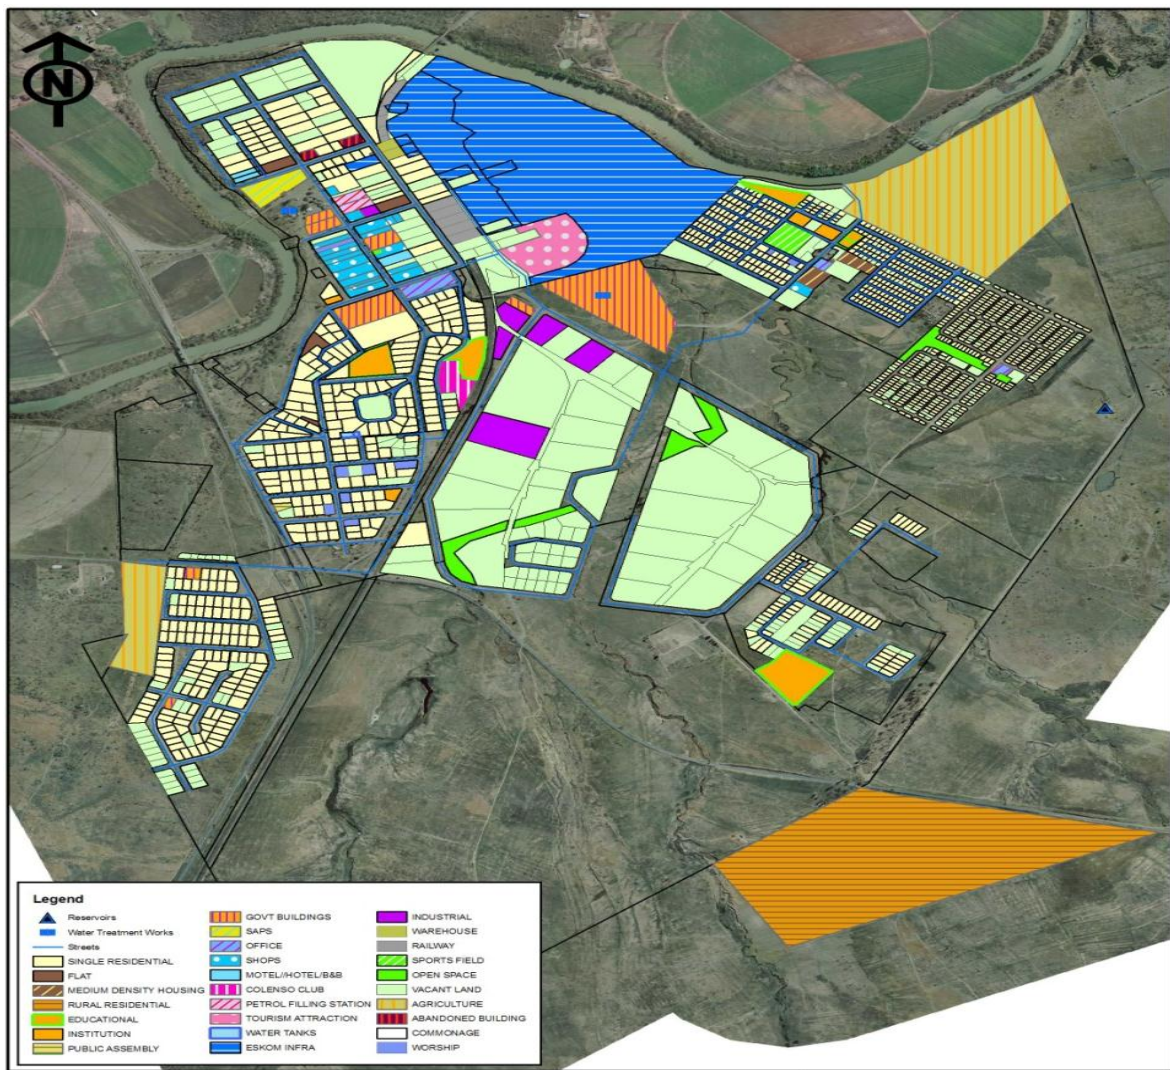 N
Legend
Reservoirs
Water Treatment Works
Streets
SINGLE RESIDENTIAL
FLAT
MEDIUM DENSITY HOUSING
RURAL RESIDENTIAL
EDUCATIONAL
INSTITUTION
PUBLIC ASSEMBLY
GOVT BUILDINGS
SAPS
OFFICE
SHOPS
MOTEL//HOTEL/B&B
COLENSO CLUB
PETROL FILLING STATION
TOURISM ATTRACTION
WATER TANKS
ESKOM INFRA
INDUSTRIAL
WAREHOUSE
RAILWAY
SPORTS FIELD
OPEN SPACE
VACANT LAND
AGRICULTURE
ABANDONED BUILDING
COMMONAGE
WORSHIP